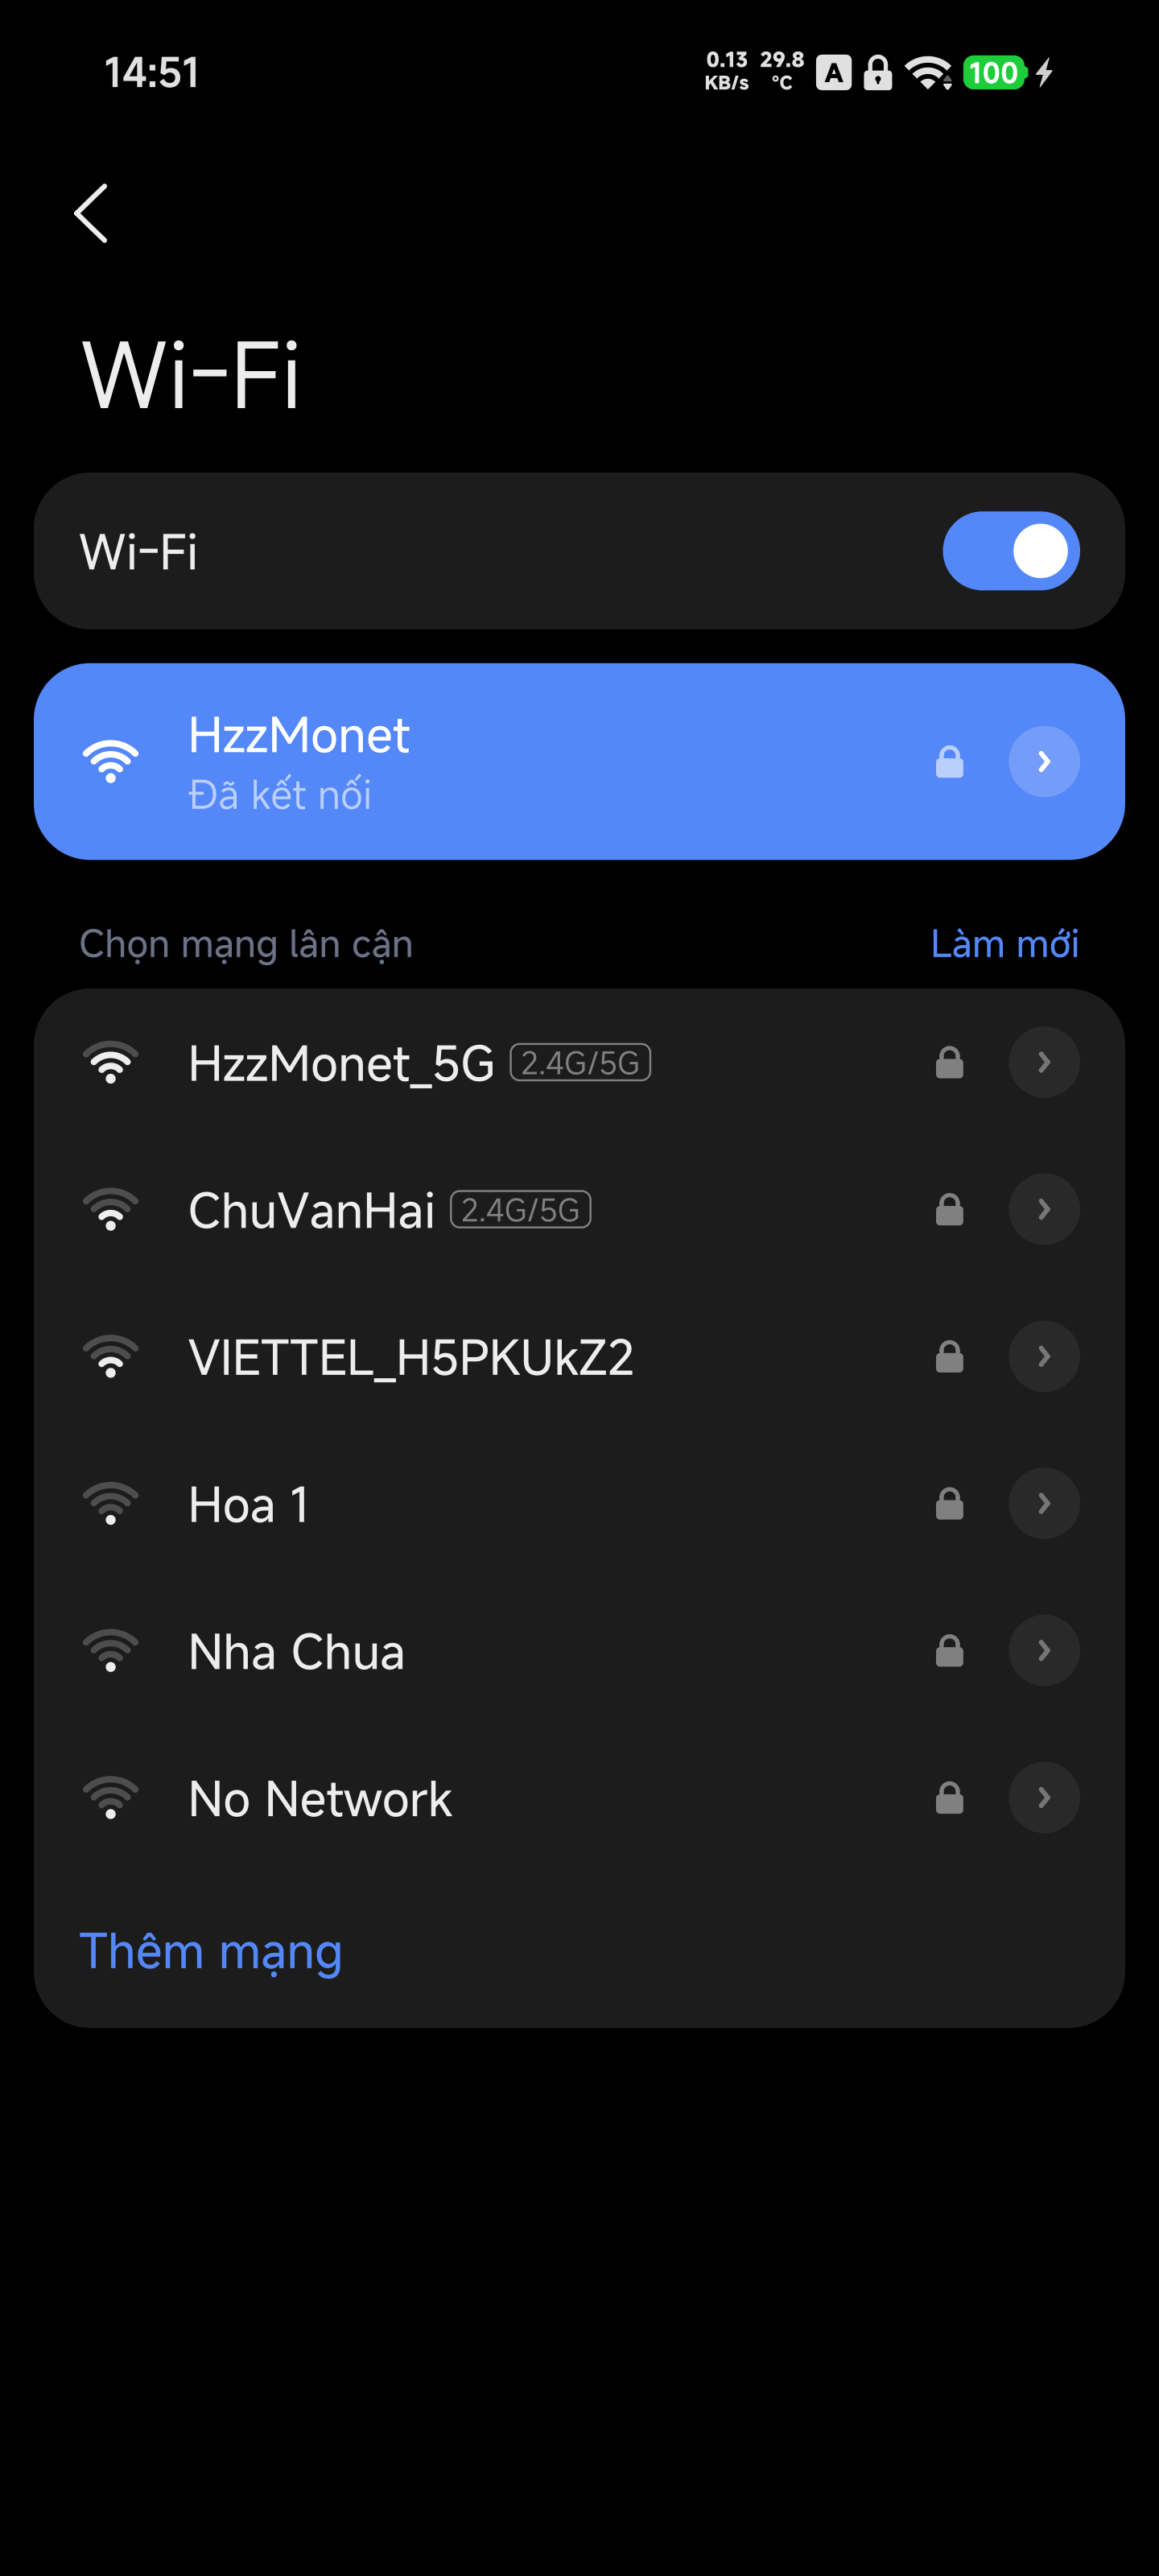 14:51
0.13 KB/s 29.8 °C A 100
Wi-Fi
Wi-Fi
HzzMonet
Đã kết nối
Chọn mạng lân cận Làm mới
HzzMonet_5G 2.4G/5G
ChuVanHai 2.4G/5G
VIETTEL_H5PKUkZ2
Hoa 1
Nha Chua
No Network
Thêm mạng